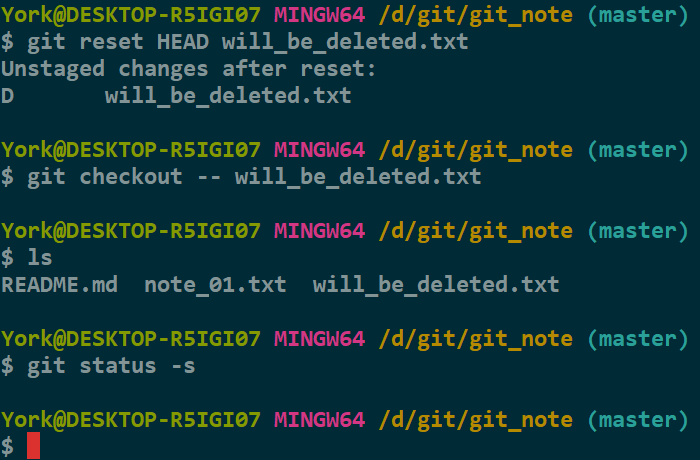 York@DESKTOP-R5IGI07 MINGW64 /d/git/git_note (master)
$ git reset HEAD will_be_deleted.txt
Unstaged changes after reset:
D       will_be_deleted.txt
York@DESKTOP-R5IGI07 MINGW64 /d/git/git_note (master)
$ git checkout -- will_be_deleted.txt
York@DESKTOP-R5IGI07 MINGW64 /d/git/git_note (master)
$ ls
README.md  note_01.txt  will_be_deleted.txt
York@DESKTOP-R5IGI07 MINGW64 /d/git/git_note (master)
$ git status -s
York@DESKTOP-R5IGI07 MINGW64 /d/git/git_note (master)
$